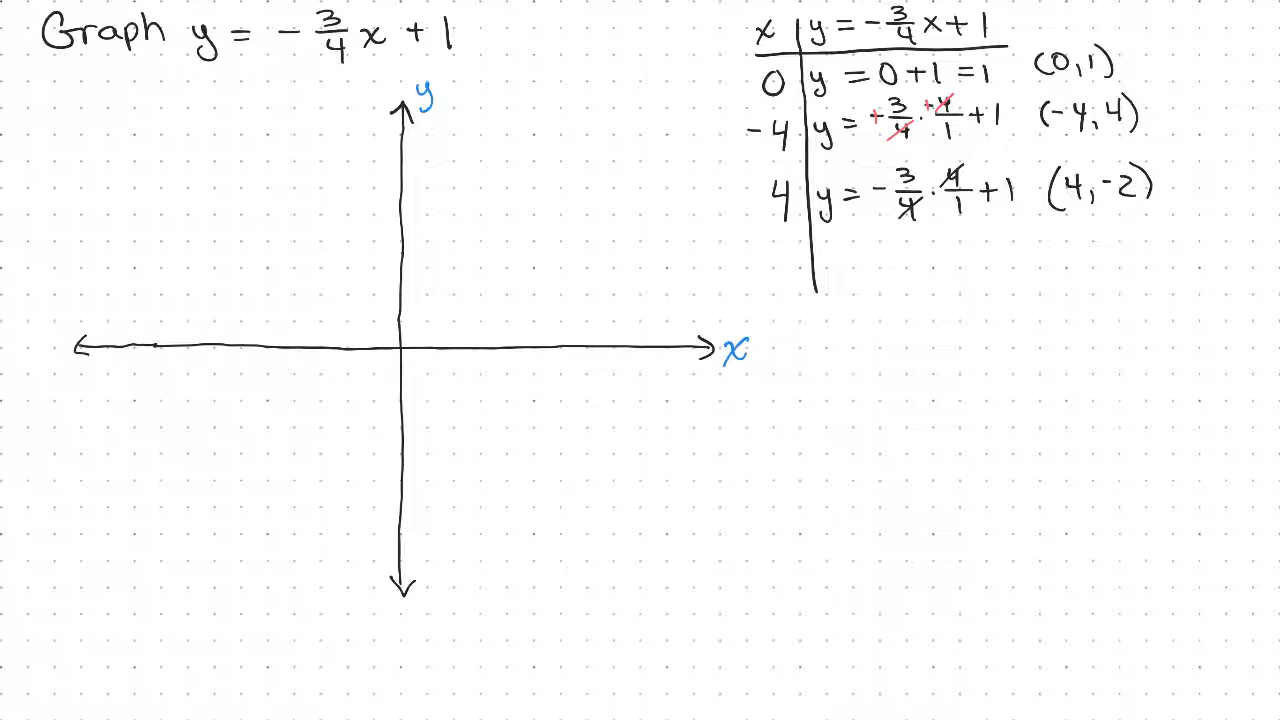 Graph y = -3/4 x + 1
x | y = -3/4 x + 1
0 | y = 0 + 1 = 1 (0,1)
-4 | y = +-3/4 · +-4/1 + 1 (-4,4)
4 | y = -3/4 · 4/1 + 1 (4,-2)
y
x